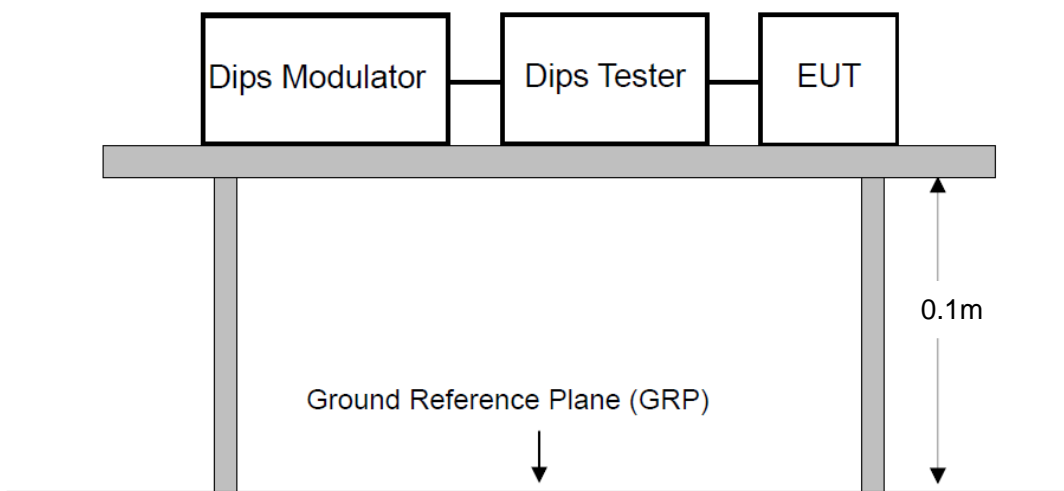 Dips Modulator
Dips Tester
EUT
0.1m
Ground Reference Plane (GRP)